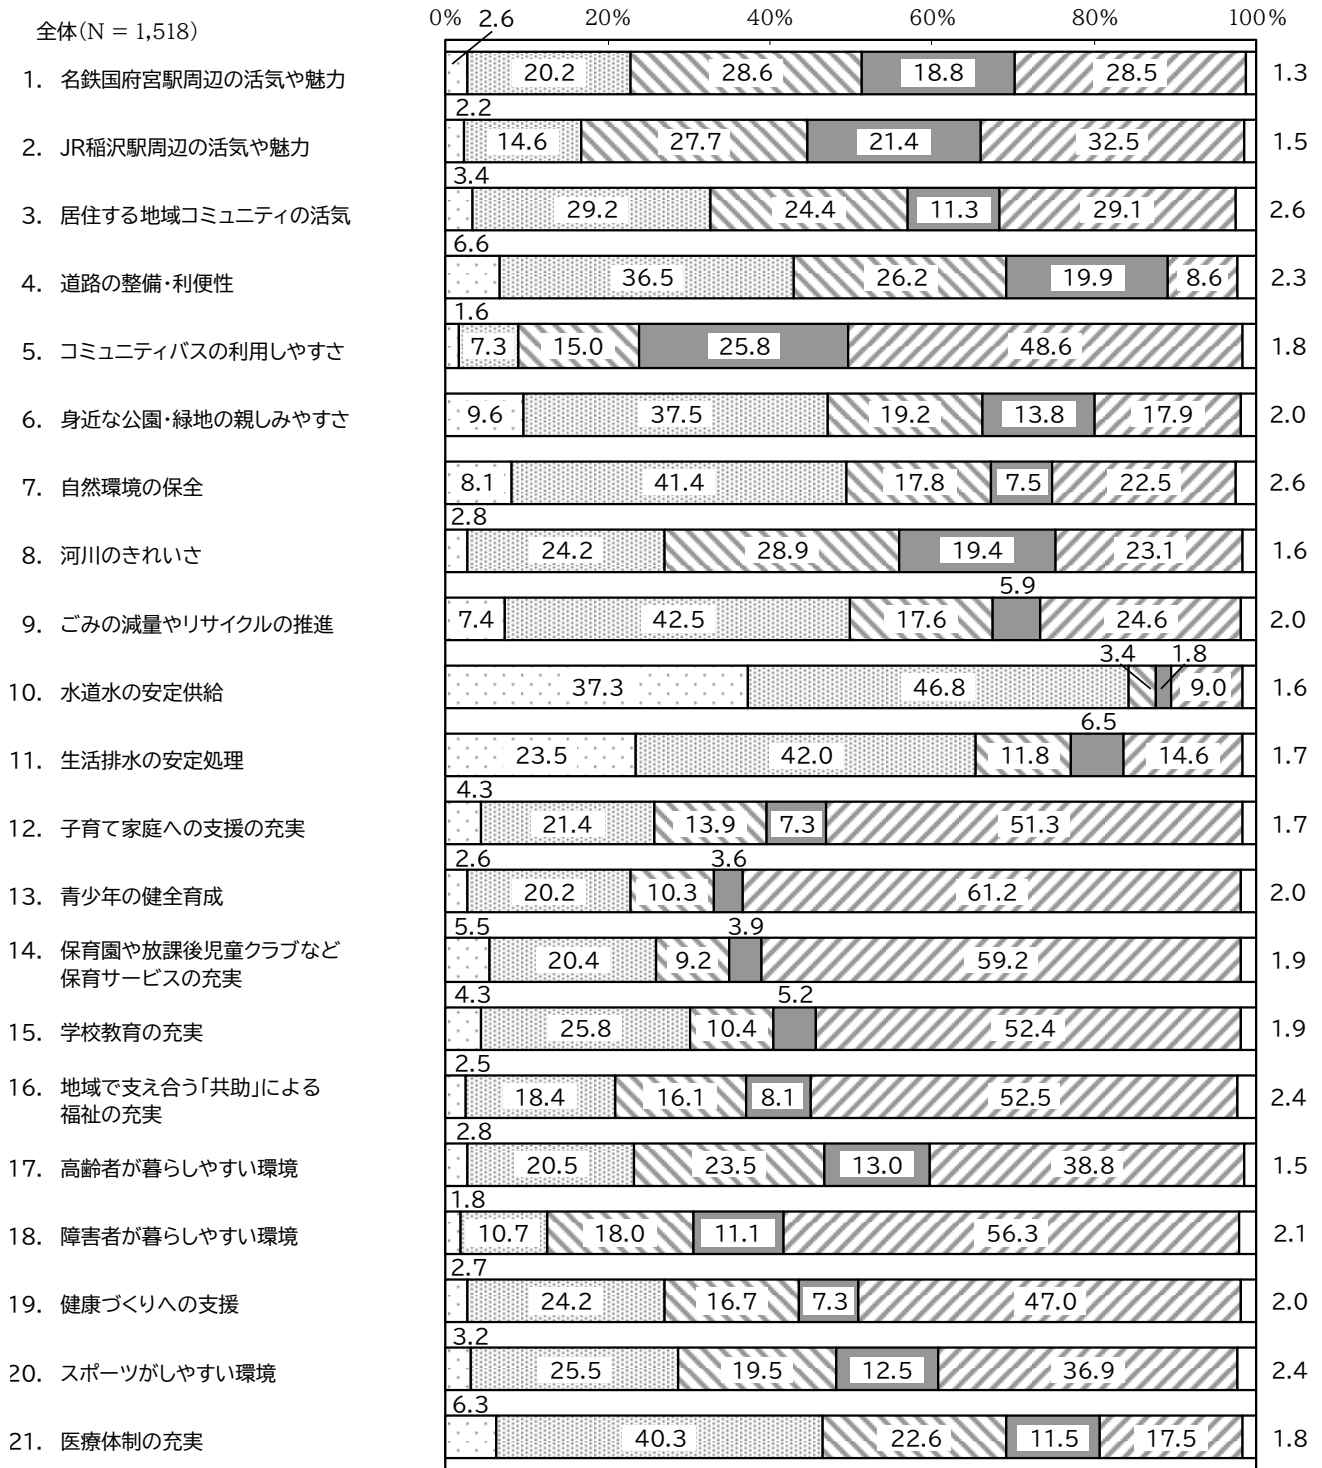 0% 20% 40% 60% 80% 100%
全体(N = 1,518)
2.6
1. 名鉄国府宮駅周辺の活気や魅力 20.2 28.6 18.8 28.5 1.3
2.2
2. JR稲沢駅周辺の活気や魅力 14.6 27.7 21.4 32.5 1.5
3.4
3. 居住する地域コミュニティの活気 29.2 24.4 11.3 29.1 2.6
6.6
4. 道路の整備・利便性 36.5 26.2 19.9 8.6 2.3
1.6
5. コミュニティバスの利用しやすさ 7.3 15.0 25.8 48.6 1.8
6. 身近な公園・緑地の親しみやすさ 9.6 37.5 19.2 13.8 17.9 2.0
7. 自然環境の保全 8.1 41.4 17.8 7.5 22.5 2.6
2.8
8. 河川のきれいさ 24.2 28.9 19.4 23.1 1.6
5.9
9. ごみの減量やリサイクルの推進 7.4 42.5 17.6 24.6 2.0
3.4 1.8
10. 水道水の安定供給 37.3 46.8 9.0 1.6
6.5
11. 生活排水の安定処理 23.5 42.0 11.8 14.6 1.7
4.3
12. 子育て家庭への支援の充実 21.4 13.9 7.3 51.3 1.7
2.6 3.6
13. 青少年の健全育成 20.2 10.3 61.2 2.0
5.5 3.9
14. 保育園や放課後児童クラブなど
保育サービスの充実 20.4 9.2 59.2 1.9
4.3 5.2
15. 学校教育の充実 25.8 10.4 52.4 1.9
2.5
16. 地域で支え合う「共助」による
福祉の充実 18.4 16.1 8.1 52.5 2.4
2.8
17. 高齢者が暮らしやすい環境 20.5 23.5 13.0 38.8 1.5
1.8
18. 障害者が暮らしやすい環境 10.7 18.0 11.1 56.3 2.1
2.7
19. 健康づくりへの支援 24.2 16.7 7.3 47.0 2.0
3.2
20. スポーツがしやすい環境 25.5 19.5 12.5 36.9 2.4
6.3
21. 医療体制の充実 40.3 22.6 11.5 17.5 1.8